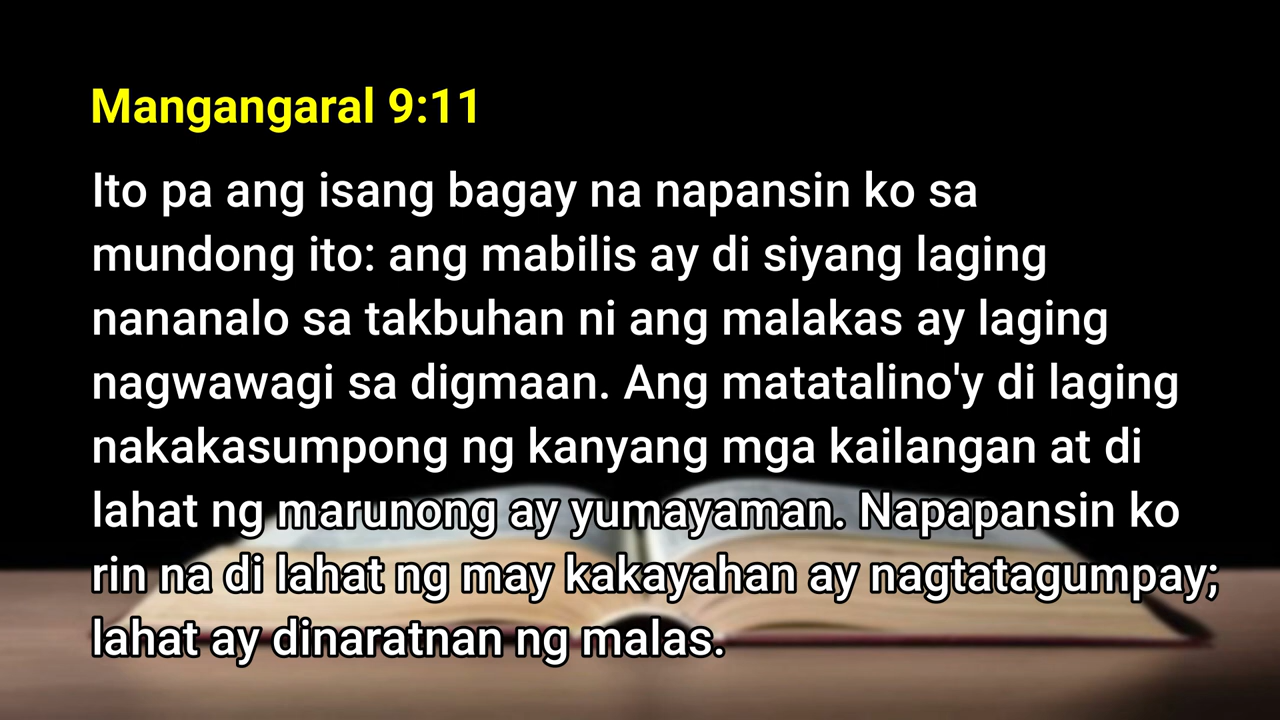 Mangangaral 9:11
Ito pa ang isang bagay na napansin ko sa
mundong ito: ang mabilis ay di siyang laging
nananalo sa takbuhan ni ang malakas ay laging
nagwawagi sa digmaan. Ang matatalino'y di laging
nakakasumpong ng kanyang mga kailangan at di
lahat ng marunong ay yumayaman. Napapansin ko
rin na di lahat ng may kakayahan ay nagtatagumpay;
lahat ay dinaratnan ng malas.